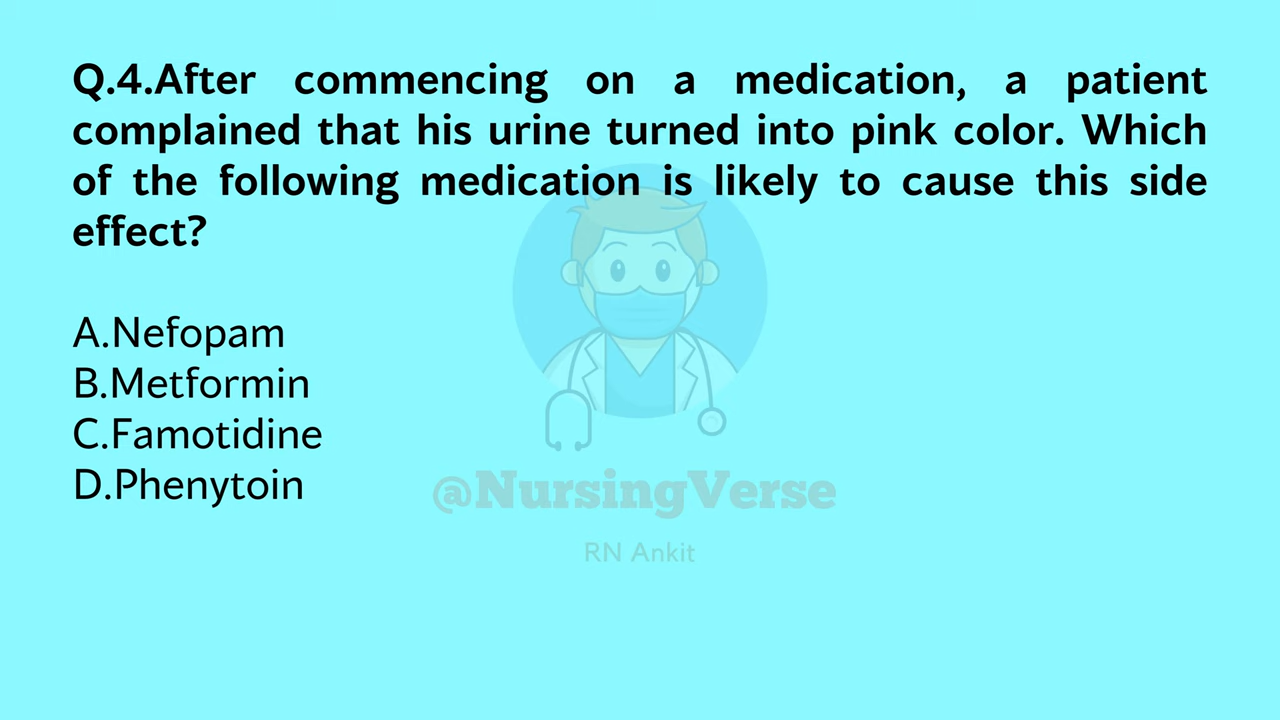 Q.4.After commencing on a medication, a patient
complained that his urine turned into pink color. Which
of the following medication is likely to cause this side
effect?
A.Nefopam
B.Metformin
C.Famotidine
D.Phenytoin
@NursingVerse
RN Ankit